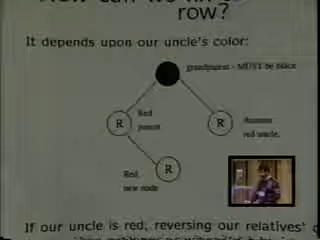 row?
It depends upon our uncle's color:
grandparent - MUST be black
Red
parent
R
R
Assume
red uncle.
Red
new node
R
If our uncle is red, reversing our relatives'